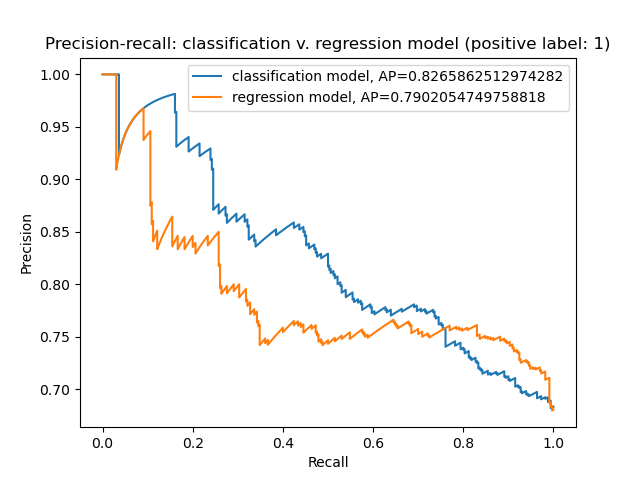 Precision-recall: classification v. regression model (positive label: 1)
classification model, AP=0.8265862512974282
regression model, AP=0.7902054749758818
1.00
0.95
0.90
0.85
0.80
0.75
0.70
Precision
0.0 0.2 0.4 0.6 0.8 1.0
Recall